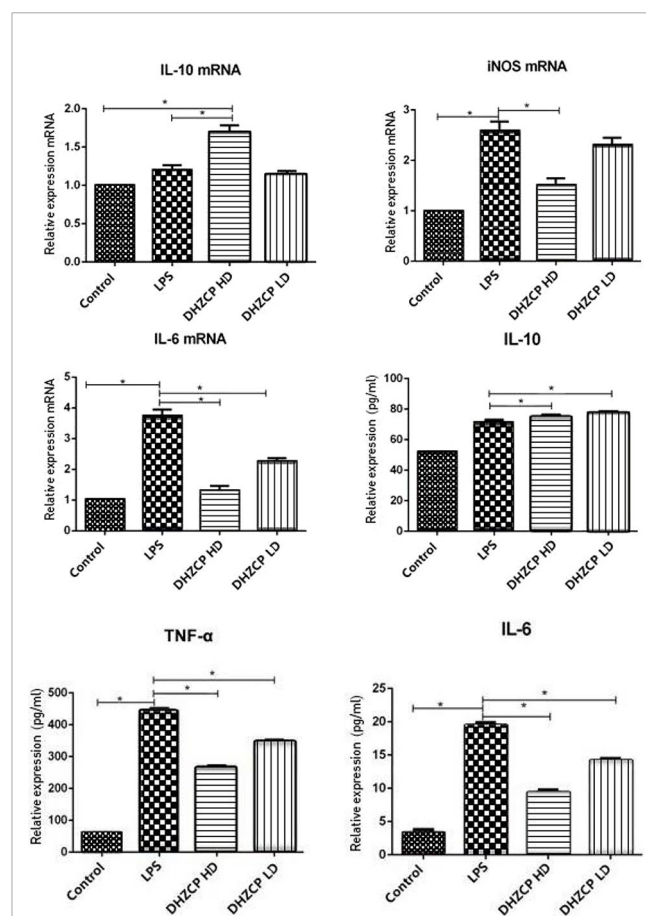 IL-10 mRNA
Relative expression mRNA
2.0
1.5
1.0
0.5
0.0
*
*
Control
LPS
DHZCP HD
DHZCP LD
iNOS mRNA
Relative expression mRNA
3
2
1
0
*
*
Control
LPS
DHZCP HD
DHZCP LD
IL-6 mRNA
Relative expression mRNA
5
4
3
2
1
0
*
*
*
Control
LPS
DHZCP HD
DHZCP LD
IL-10
Relative expression (pg/ml)
100
80
60
40
20
0
*
*
Control
LPS
DHZCP HD
DHZCP LD
TNF-α
Relative expression (pg/ml)
500
400
300
200
100
0
*
*
*
Control
LPS
DHZCP HD
DHZCP LD
IL-6
Relative expression (pg/ml)
25
20
15
10
5
0
*
*
*
Control
LPS
DHZCP HD
DHZCP LD